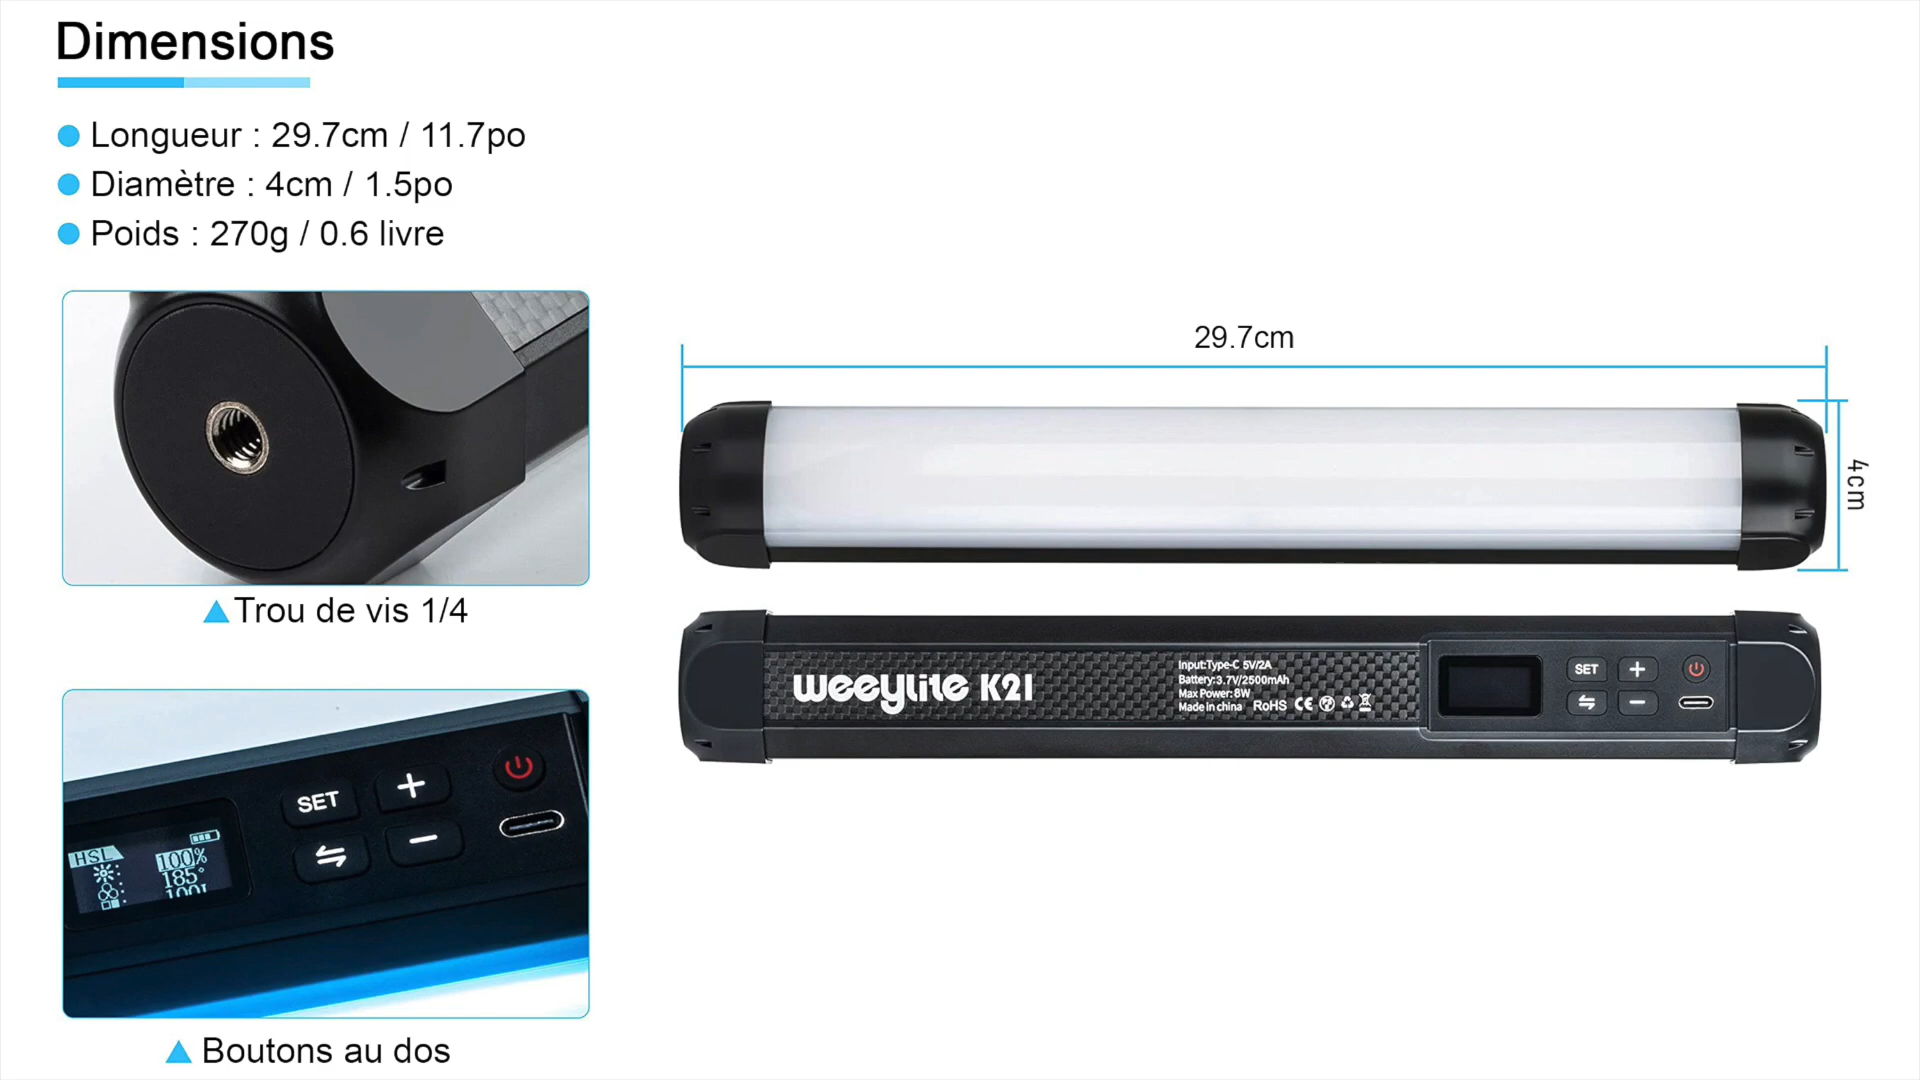 Dimensions
Longueur : 29.7cm / 11.7po
Diamètre : 4cm / 1.5po
Poids : 270g / 0.6 livre
Trou de vis 1/4
SET
HSL
100%
185°
Boutons au dos
29.7cm
4cm
weeylite K21
Input:Type-C 5V/2A
Battery:3.7V/2500mAh
Max Power:8W
Made in china RoHS CE
SET